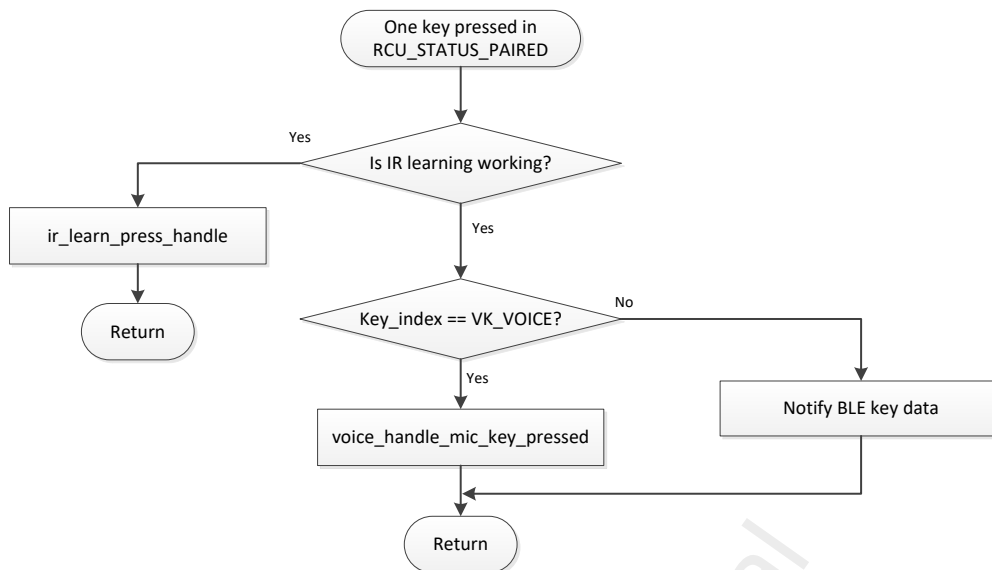 One key pressed in
RCU_STATUS_PAIRED
Yes
Is IR learning working?
ir_learn_press_handle
Yes
Return
Key_index == VK_VOICE?
No
Yes
Notify BLE key data
voice_handle_mic_key_pressed
Return